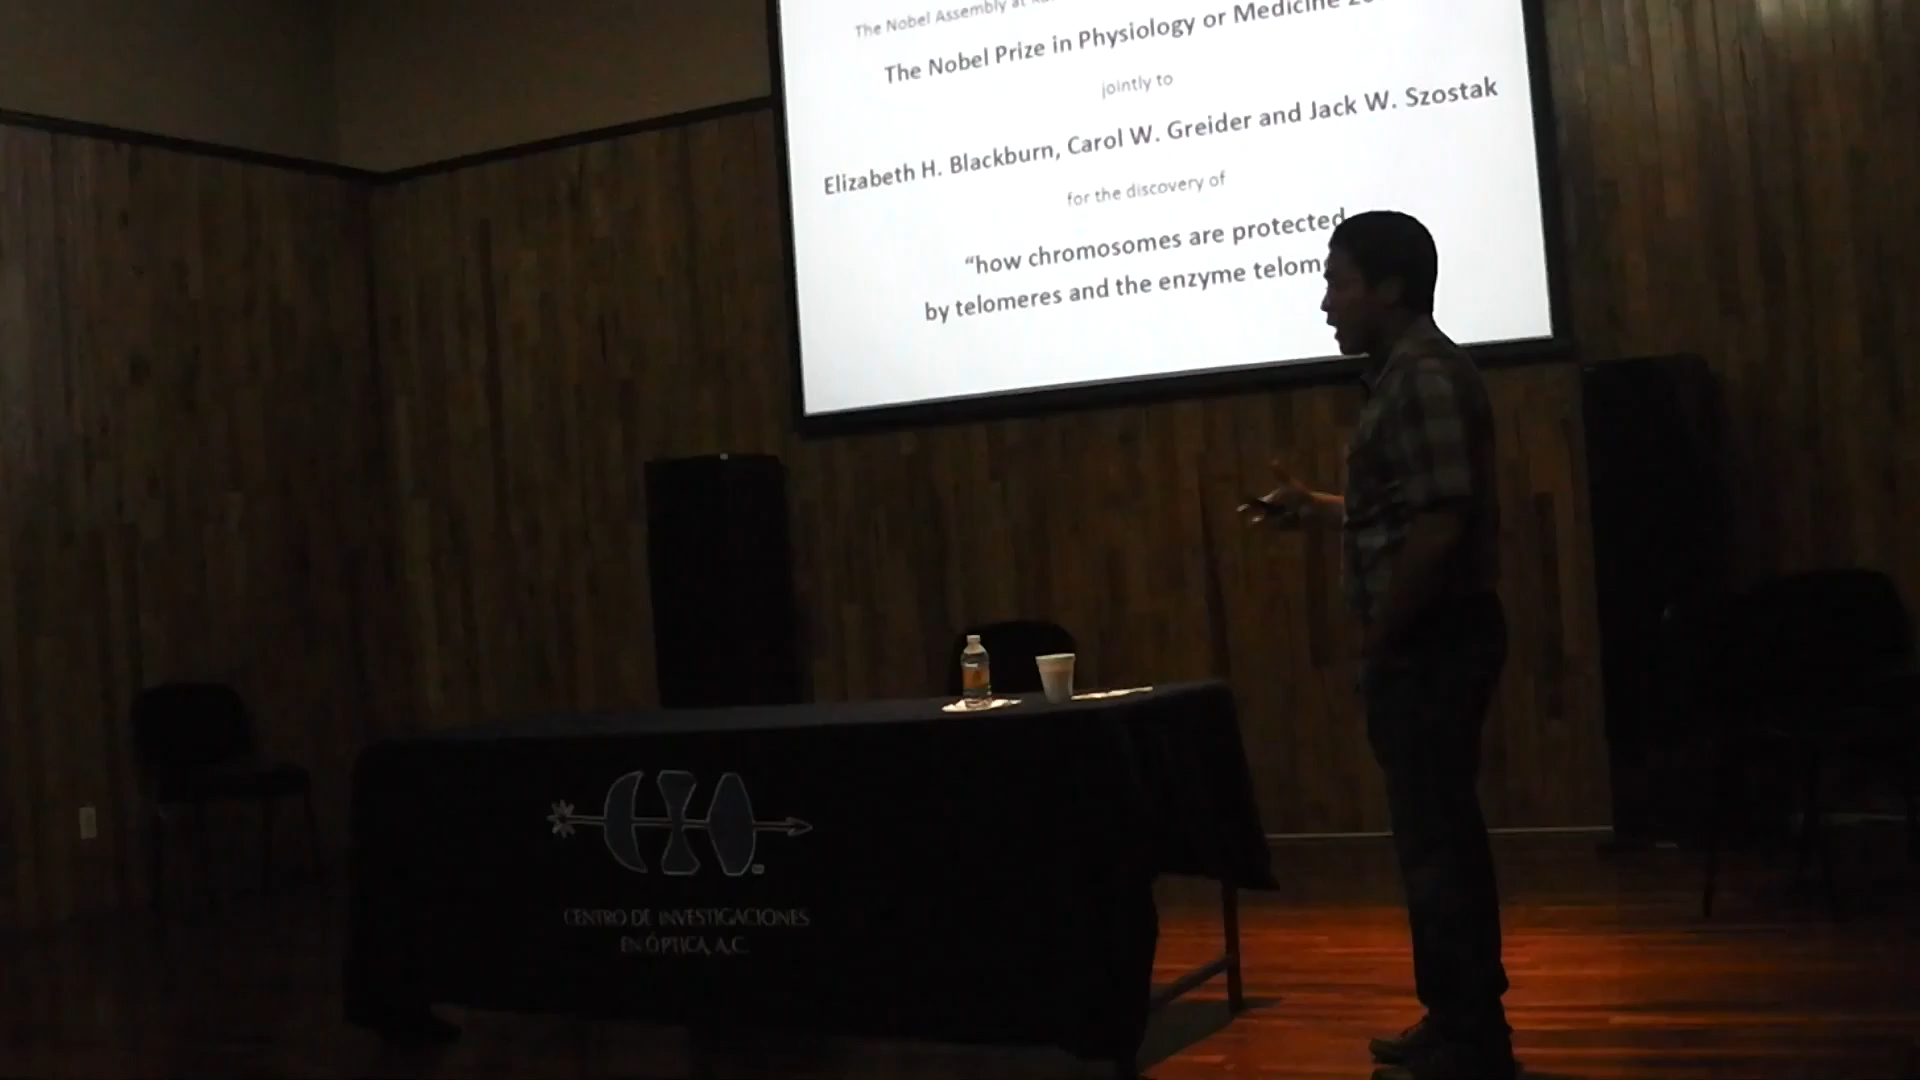 The Nobel Assembly at
The Nobel Prize in Physiology or Medicine
jointly to
Elizabeth H. Blackburn, Carol W. Greider and Jack W. Szostak
for the discovery of
“how chromosomes are protected
by telomeres and the enzyme
CIO
CENTRO DE INVESTIGACIONES
EN ÓPTICA, A.C.